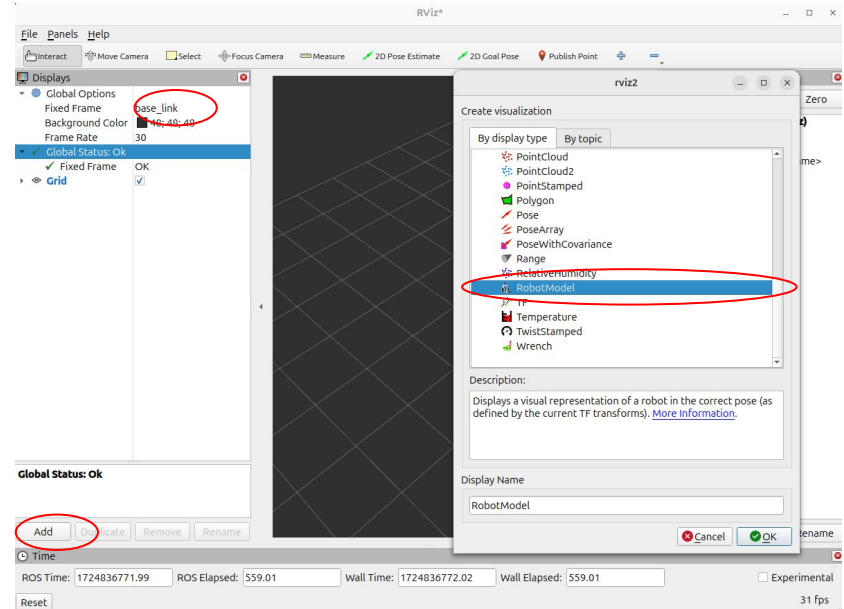 RViz*
File Panels Help
Interact Move Camera Select Focus Camera Measure 2D Pose Estimate 2D Goal Pose Publish Point
Displays
Global Options
Fixed Frame base_link
Background Color 48; 48; 48
Frame Rate 30
Global Status: Ok
Fixed Frame OK
Grid
Global Status: Ok
Add Duplicate Remove Rename
rviz2
Create visualization
By display type By topic
PointCloud
PointCloud2
PointStamped
Polygon
Pose
PoseArray
PoseWithCovariance
Range
RelativeHumidity
RobotModel
TF
Temperature
TwistStamped
Wrench
Description:
Displays a visual representation of a robot in the correct pose (as
defined by the current TF transforms). More Information.
Display Name
RobotModel
Cancel OK
Zero
z)
me>
ename
Time
ROS Time: 1724836771.99 ROS Elapsed: 559.01 Wall Time: 1724836772.02 Wall Elapsed: 559.01 Experimental
Reset 31 fps